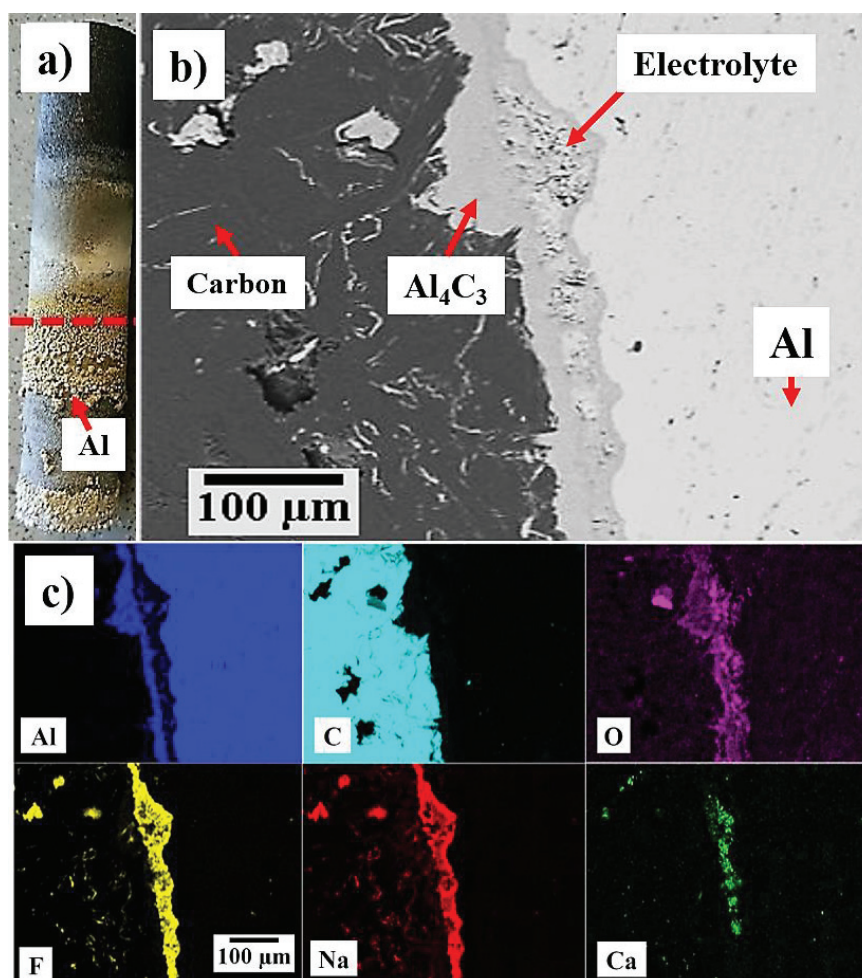 a)
Al
b)
Electrolyte
Carbon
Al₄C₃
Al
100 µm
c)
Al
C
O
F
100 µm
Na
Ca